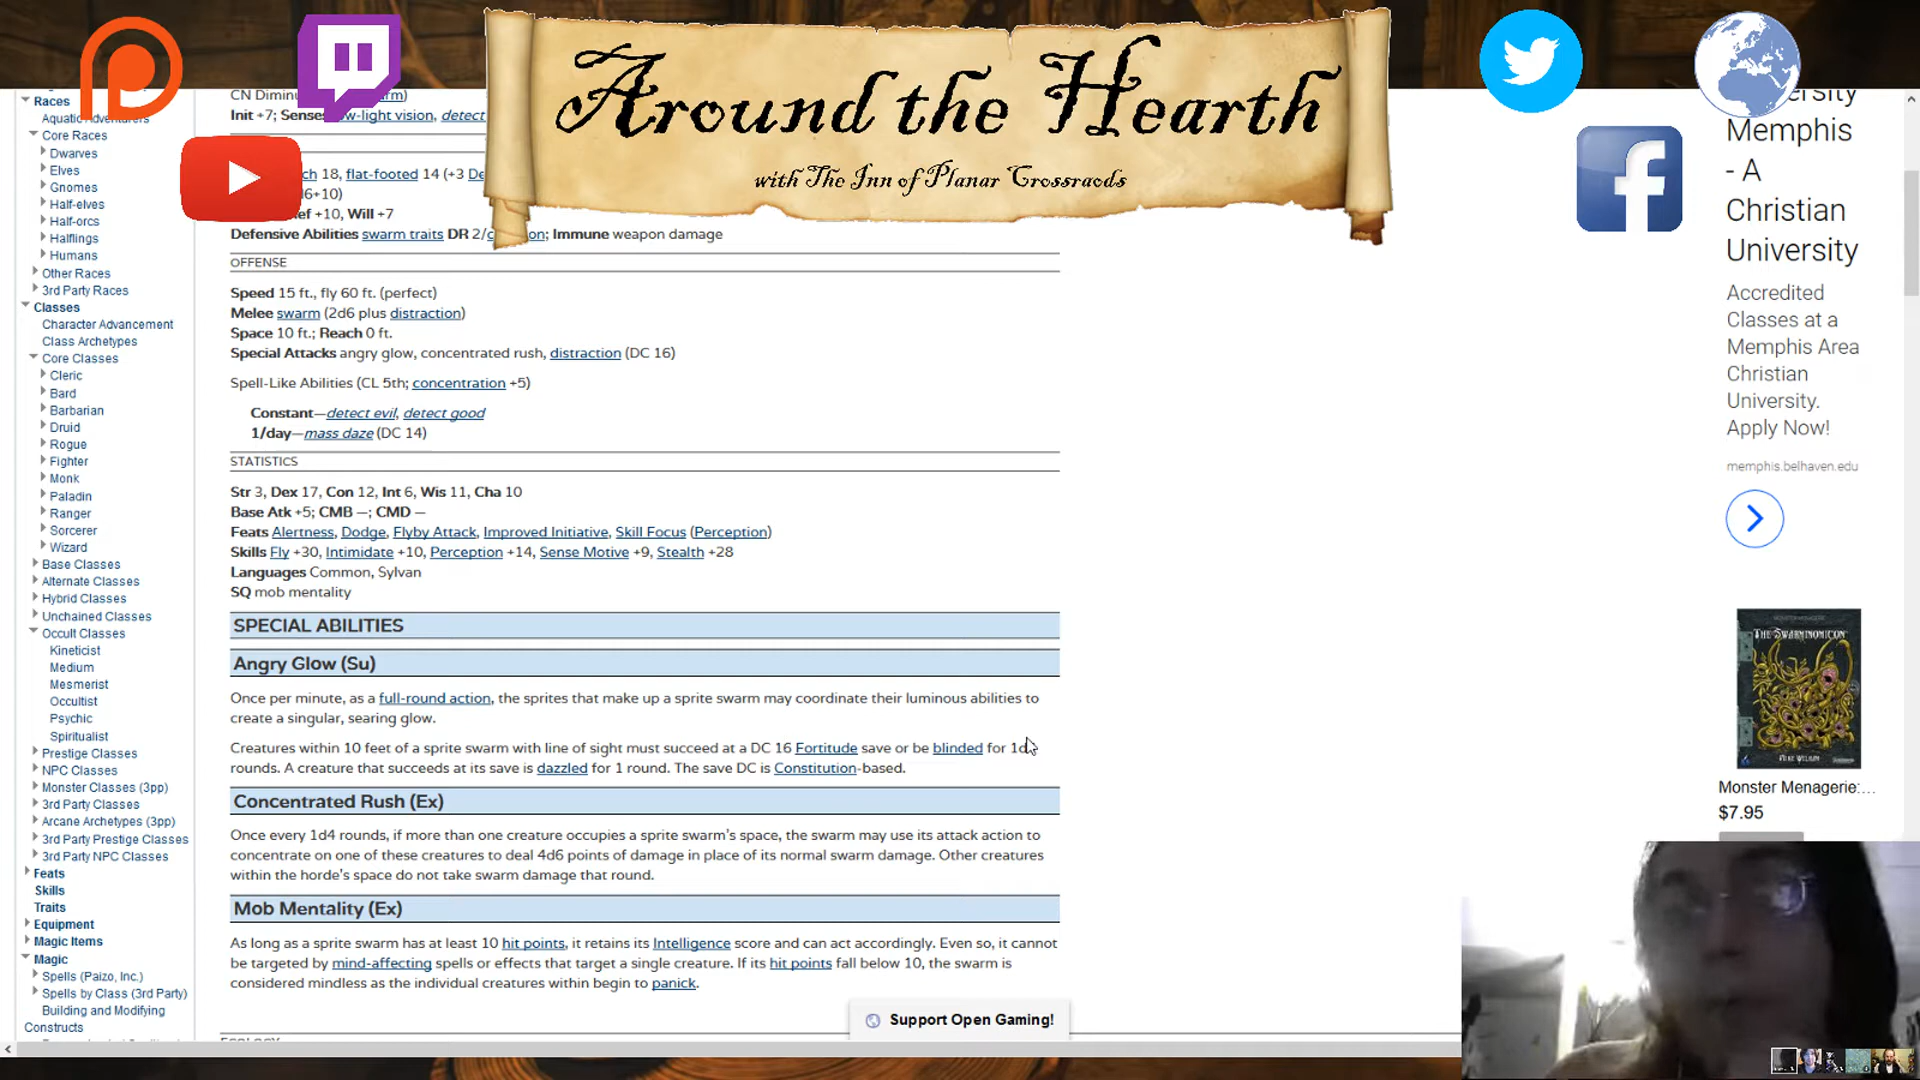 Around the Hearth
with The Inn of Planar Crossraods
Races
Aquatic Adventurers
Core Races
Dwarves
Elves
Gnomes
Half-elves
Half-orcs
Halflings
Humans
Other Races
3rd Party Races
Classes
Character Advancement
Class Archetypes
Core Classes
Cleric
Bard
Barbarian
Druid
Rogue
Fighter
Monk
Paladin
Ranger
Sorcerer
Wizard
Base Classes
Alternate Classes
Hybrid Classes
Unchained Classes
Occult Classes
Kineticist
Medium
Mesmerist
Occultist
Psychic
Spiritualist
Prestige Classes
NPC Classes
Monster Classes (3pp)
3rd Party Classes
Arcane Archetypes (3pp)
3rd Party Prestige Classes
3rd Party NPC Classes
Feats
Skills
Traits
Equipment
Magic Items
Magic
Spells (Paizo, Inc.)
Spells by Class (3rd Party)
Building and Modifying
Constructs
CN
Init +7; Senses low-light vision, detect
18, flat-footed 14 (+3
+10, Will +7
Defensive Abilities swarm traits DR 2/ ; Immune weapon damage
OFFENSE
Speed 15 ft., fly 60 ft. (perfect)
Melee swarm (2d6 plus distraction)
Space 10 ft.; Reach 0 ft.
Special Attacks angry glow, concentrated rush, distraction (DC 16)
Spell-Like Abilities (CL 5th; concentration +5)
Constant—detect evil, detect good
1/day—mass daze (DC 14)
STATISTICS
Str 3, Dex 17, Con 12, Int 6, Wis 11, Cha 10
Base Atk +5; CMB —; CMD —
Feats Alertness, Dodge, Flyby Attack, Improved Initiative, Skill Focus (Perception)
Skills Fly +30, Intimidate +10, Perception +14, Sense Motive +9, Stealth +28
Languages Common, Sylvan
SQ mob mentality
SPECIAL ABILITIES
Angry Glow (Su)
Once per minute, as a full-round action, the sprites that make up a sprite swarm may coordinate their luminous abilities to
create a singular, searing glow.
Creatures within 10 feet of a sprite swarm with line of sight must succeed at a DC 16 Fortitude save or be blinded for
rounds. A creature that succeeds at its save is dazzled for 1 round. The save DC is Constitution-based.
Concentrated Rush (Ex)
Once every 1d4 rounds, if more than one creature occupies a sprite swarm's space, the swarm may use its attack action to
concentrate on one of these creatures to deal 4d6 points of damage in place of its normal swarm damage. Other creatures
within the horde's space do not take swarm damage that round.
Mob Mentality (Ex)
As long as a sprite swarm has at least 10 hit points, it retains its Intelligence score and can act accordingly. Even so, it cannot
be targeted by mind-affecting spells or effects that target a single creature. If its hit points fall below 10, the swarm is
considered mindless as the individual creatures within begin to panick.
Support Open Gaming!
Memphis
- A
Christian
University
Accredited
Classes at a
Memphis Area
Christian
University.
Apply Now!
memphis.belhaven.edu
THE SWARMINOMICON
MIKE WELHAM
Monster Menagerie:...
$7.95